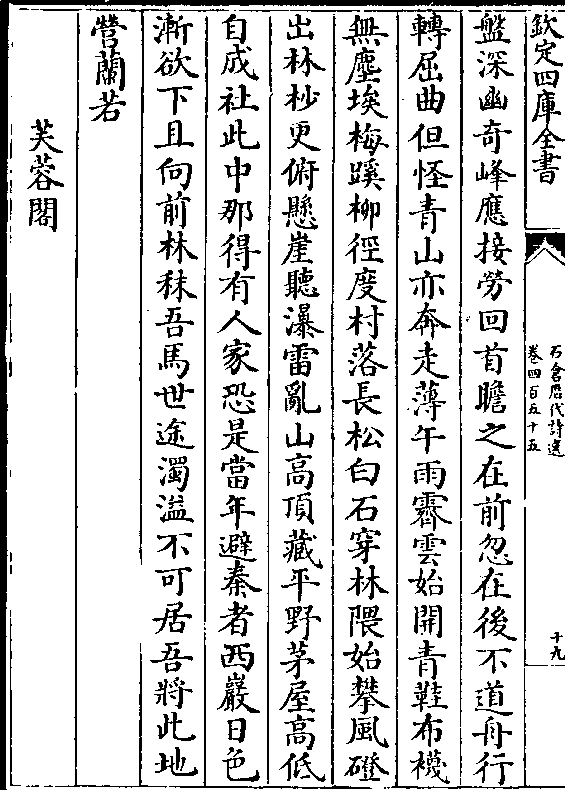 欽定四庫全書
石倉歷代詩選
卷四百五十五
十九
盤深幽奇峰應接勞回首瞻之在前忽在後不道舟行
轉屈曲但怪青山亦奔走薄午雨霽雲始開青鞋布襪
無塵埃梅蹊柳徑度村落長松白石穿林隈始攀風磴
出林杪更俯懸崖聽瀑雷亂山高頂藏平野茅屋高低
自成社此中那得有人家恐是當年避秦者西巖日色
漸欲下且向前林秣吾馬世途濁溢不可居吾將此地
營蘭若
芙蓉閣